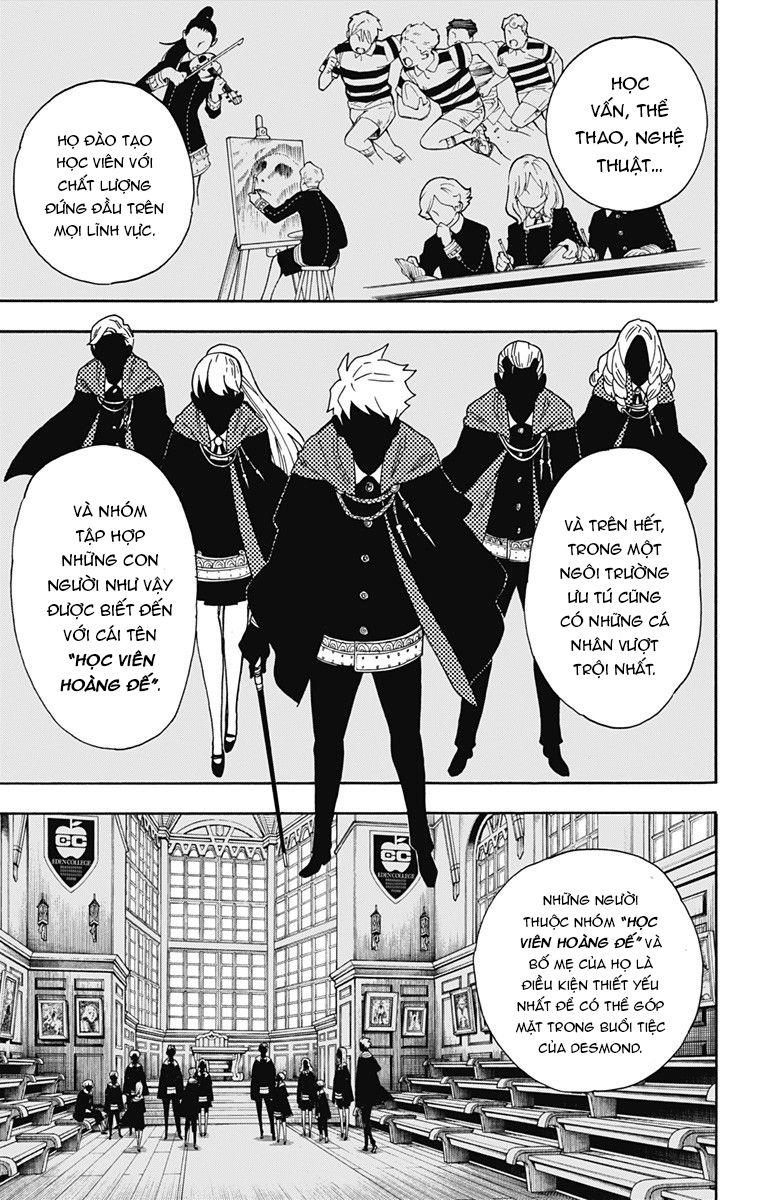 HỌC
VẤN, THỂ
THAO, NGHỆ
THUẬT...
HỌ ĐÀO TẠO
HỌC VIÊN VỚI
CHẤT LƯỢNG
ĐỨNG ĐẦU TRÊN
MỌI LĨNH VỰC.
VÀ TRÊN HẾT,
TRONG MỘT
NGÔI TRƯỜNG
ƯU TÚ CŨNG
CÓ NHỮNG CÁ
NHÂN VƯỢT
TRỘI NHẤT.
VÀ NHÓM
TẬP HỢP
NHỮNG CON
NGƯỜI NHƯ VẬY
ĐƯỢC BIẾT ĐẾN
VỚI CÁI TÊN
"HỌC VIÊN
HOÀNG ĐẾ".
EDEN COLLEGE
EDEN COLLEGE
NHỮNG NGƯỜI
THUỘC NHÓM "HỌC
VIÊN HOÀNG ĐẾ" VÀ
BỐ MẸ CỦA HỌ LÀ
ĐIỀU KIỆN THIẾT YẾU
NHẤT ĐỂ CÓ THỂ GÓP
MẶT TRONG BUỔI TIỆC
CỦA DESMOND.